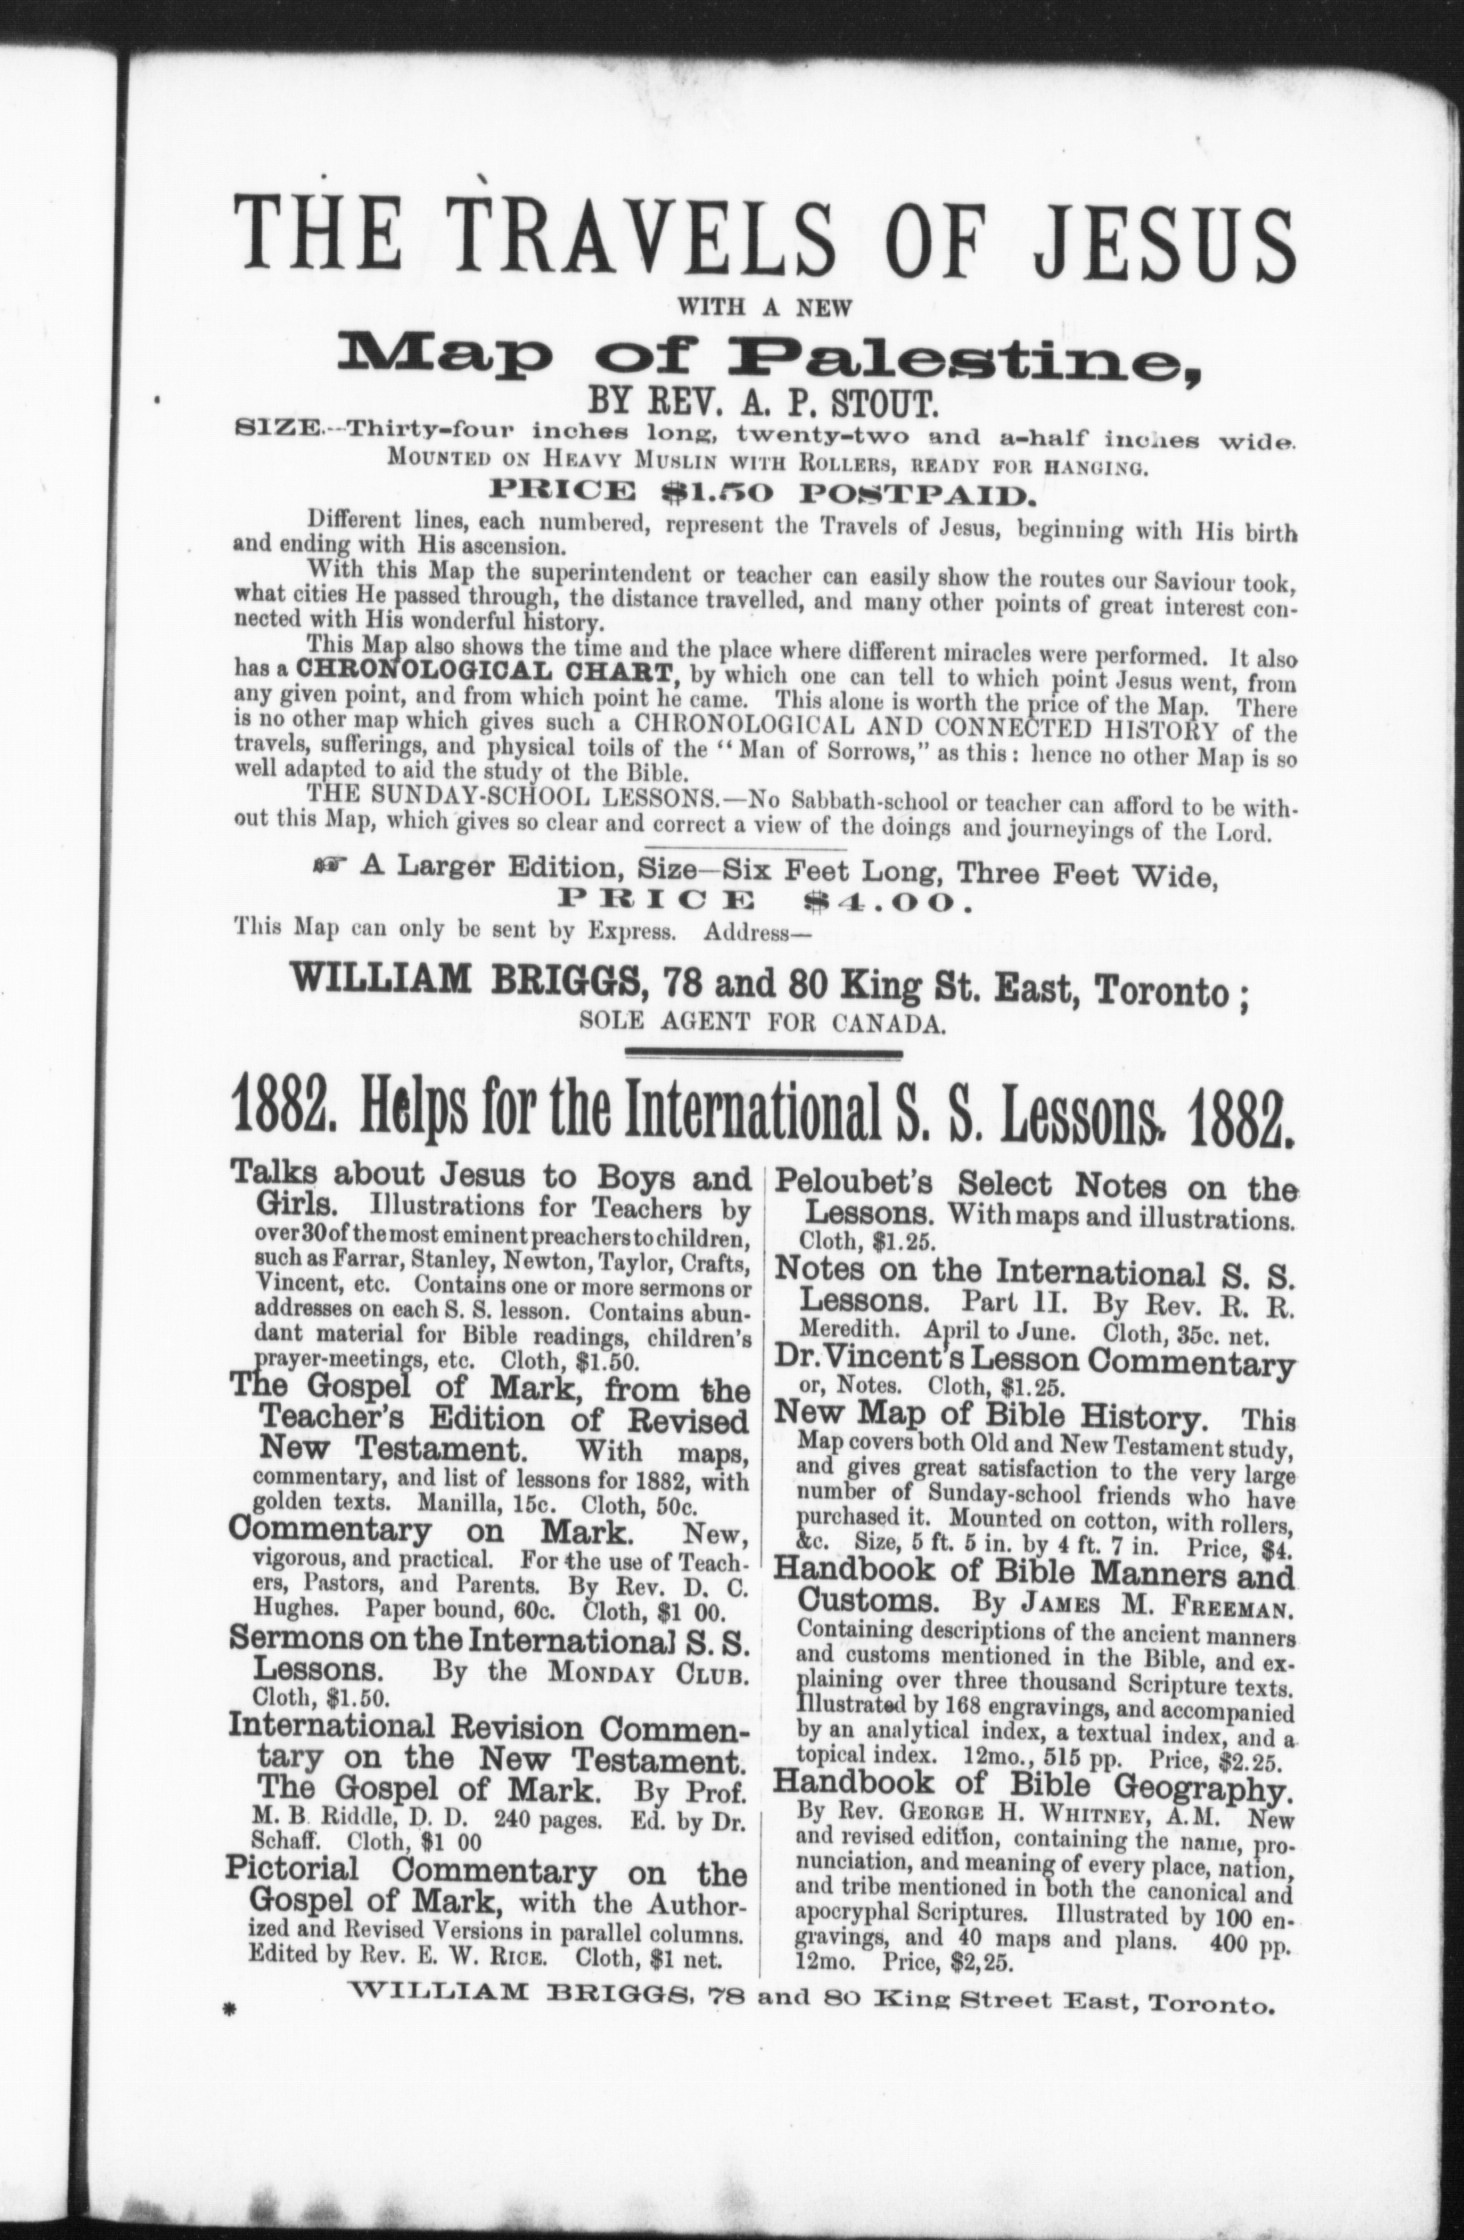 THE TRAVELS OF JESUS
WITH A NEW
Map of Palestine,
BY REV. A. P. STOUT.
SIZE.--Thirty-four inches long, twenty-two and a-half inches wide.
MOUNTED ON HEAVY MUSLIN WITH ROLLERS, READY FOR HANGING.
PRICE $1.50 POSTPAID.
Different lines, each numbered, represent the Travels of Jesus, beginning with His birth
and ending with His ascension.
With this Map the superintendent or teacher can easily show the routes our Saviour took,
what cities He passed through, the distance travelled, and many other points of great interest con-
nected with His wonderful history.
This Map also shows the time and the place where different miracles were performed. It also
has a CHRONOLOGICAL CHART, by which one can tell to which point Jesus went, from
any given point, and from which point he came. This alone is worth the price of the Map. There
is no other map which gives such a CHRONOLOGICAL AND CONNECTED HISTORY of the
travels, sufferings, and physical toils of the "Man of Sorrows," as this: hence no other Map is so
well adapted to aid the study ot the Bible.
THE SUNDAY-SCHOOL LESSONS.—No Sabbath-school or teacher can afford to be with-
out this Map, which gives so clear and correct a view of the doings and journeyings of the Lord.
☞ A Larger Edition, Size—Six Feet Long, Three Feet Wide,
PRICE $4.00.
This Map can only be sent by Express. Address—
WILLIAM BRIGGS, 78 and 80 King St. East, Toronto;
SOLE AGENT FOR CANADA.
1882. Helps for the International S. S. Lessons. 1882.
Talks about Jesus to Boys and
Girls. Illustrations for Teachers by
over 30 of the most eminent preachers to children,
such as Farrar, Stanley, Newton, Taylor, Crafts,
Vincent, etc. Contains one or more sermons or
addresses on each S. S. lesson. Contains abun-
dant material for Bible readings, children's
prayer-meetings, etc. Cloth, $1.50.
The Gospel of Mark, from the
Teacher's Edition of Revised
New Testament. With maps,
commentary, and list of lessons for 1882, with
golden texts. Manilla, 15c. Cloth, 50c.
Commentary on Mark. New,
vigorous, and practical. For the use of Teach-
ers, Pastors, and Parents. By Rev. D. C.
Hughes. Paper bound, 60c. Cloth, $1 00.
Sermons on the International S. S.
Lessons. By the MONDAY CLUB.
Cloth, $1.50.
International Revision Commen-
tary on the New Testament.
The Gospel of Mark. By Prof.
M. B. Riddle, D. D. 240 pages. Ed. by Dr.
Schaff. Cloth, $1 00
Pictorial Commentary on the
Gospel of Mark, with the Author-
ized and Revised Versions in parallel columns.
Edited by Rev. E. W. RICE. Cloth, $1 net.
Peloubet's Select Notes on the
Lessons. With maps and illustrations.
Cloth, $1.25.
Notes on the International S. S.
Lessons. Part II. By Rev. R. R.
Meredith. April to June. Cloth, 35c. net.
Dr. Vincent's Lesson Commentary
or, Notes. Cloth, $1.25.
New Map of Bible History. This
Map covers both Old and New Testament study,
and gives great satisfaction to the very large
number of Sunday-school friends who have
purchased it. Mounted on cotton, with rollers,
&c. Size, 5 ft. 5 in. by 4 ft. 7 in. Price, $4.
Handbook of Bible Manners and
Customs. By JAMES M. FREEMAN.
Containing descriptions of the ancient manners
and customs mentioned in the Bible, and ex-
plaining over three thousand Scripture texts.
Illustrated by 168 engravings, and accompanied
by an analytical index, a textual index, and a
topical index. 12mo., 515 pp. Price, $2.25.
Handbook of Bible Geography.
By Rev. GEORGE H. WHITNEY, A.M. New
and revised edition, containing the name, pro-
nunciation, and meaning of every place, nation,
and tribe mentioned in both the canonical and
apocryphal Scriptures. Illustrated by 100 en-
gravings, and 40 maps and plans. 400 pp.
12mo. Price, $2,25.
WILLIAM BRIGGS, 78 and 80 King Street East, Toronto.
*